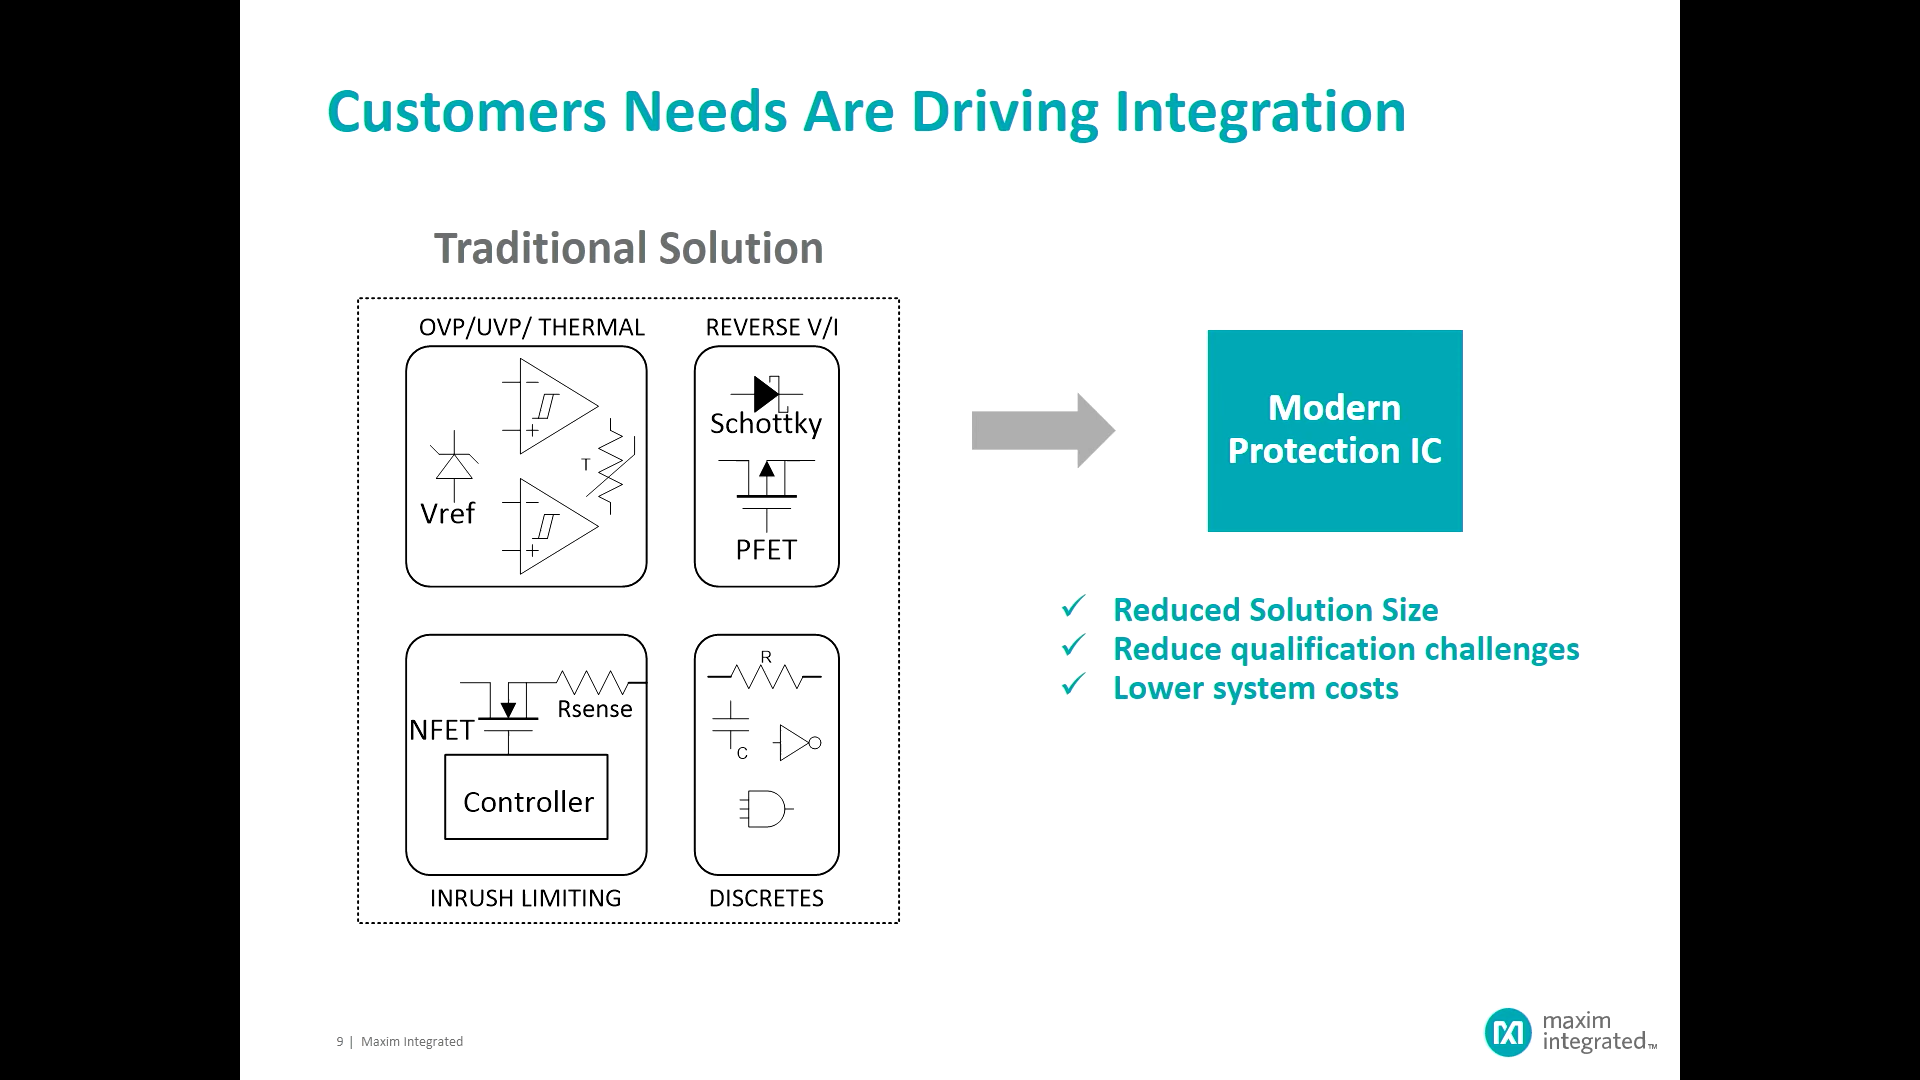 Customers Needs Are Driving Integration
Traditional Solution
OVP/UVP/ THERMAL
REVERSE V/I
T
Vref
Schottky
PFET
Modern
Protection IC
✓ Reduced Solution Size
✓ Reduce qualification challenges
✓ Lower system costs
NFET
Rsense
Controller
R
C
INRUSH LIMITING
DISCRETES
9 | Maxim Integrated
maxim
integrated™